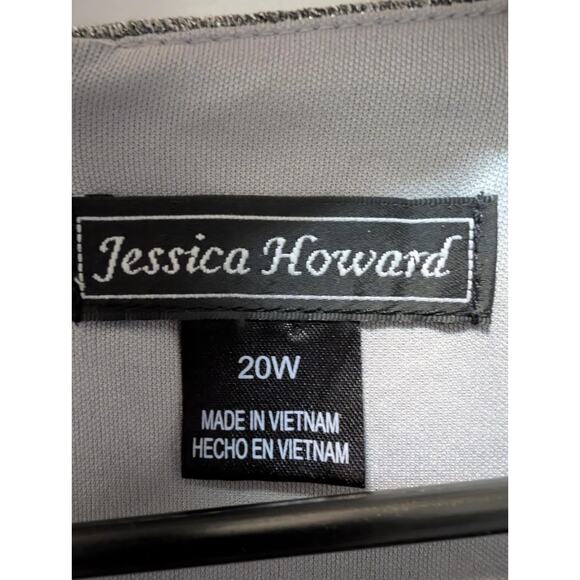 Jessica Howard
20W
MADE IN VIETNAM
HECHO EN VIETNAM